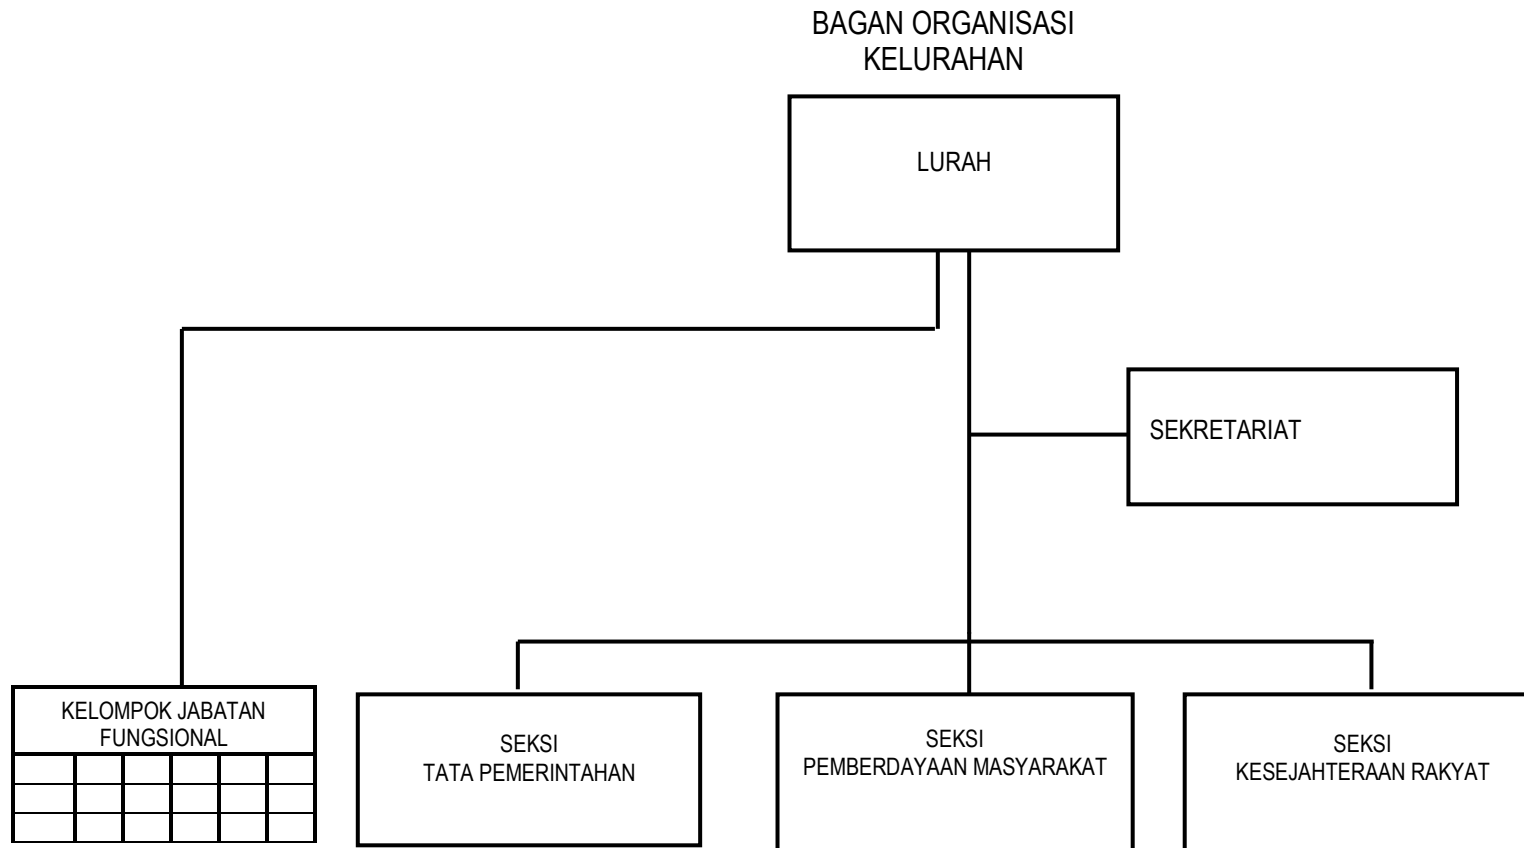 BAGAN ORGANISASI
KELURAHAN
LURAH
SEKRETARIAT
KELOMPOK JABATAN
FUNGSIONAL
SEKSI
TATA PEMERINTAHAN
SEKSI
PEMBERDAYAAN MASYARAKAT
SEKSI
KESEJAHTERAAN RAKYAT